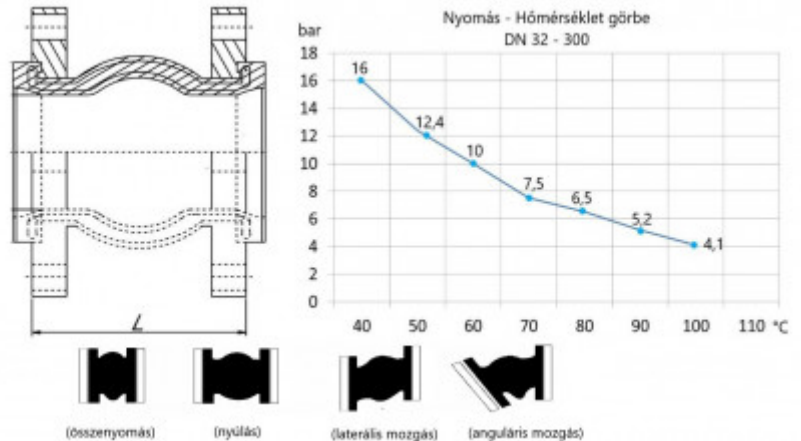 Nyomás - Hőmérséklet görbe
DN 32 - 300
bar
18
16
14
12
10
8
6
4
2
0
16
12,4
10
7,5
6,5
5,2
4,1
40 50 60 70 80 90 100 110 °C
L
(összenyomás) (nyúlás) (laterális mozgás) (anguláris mozgás)